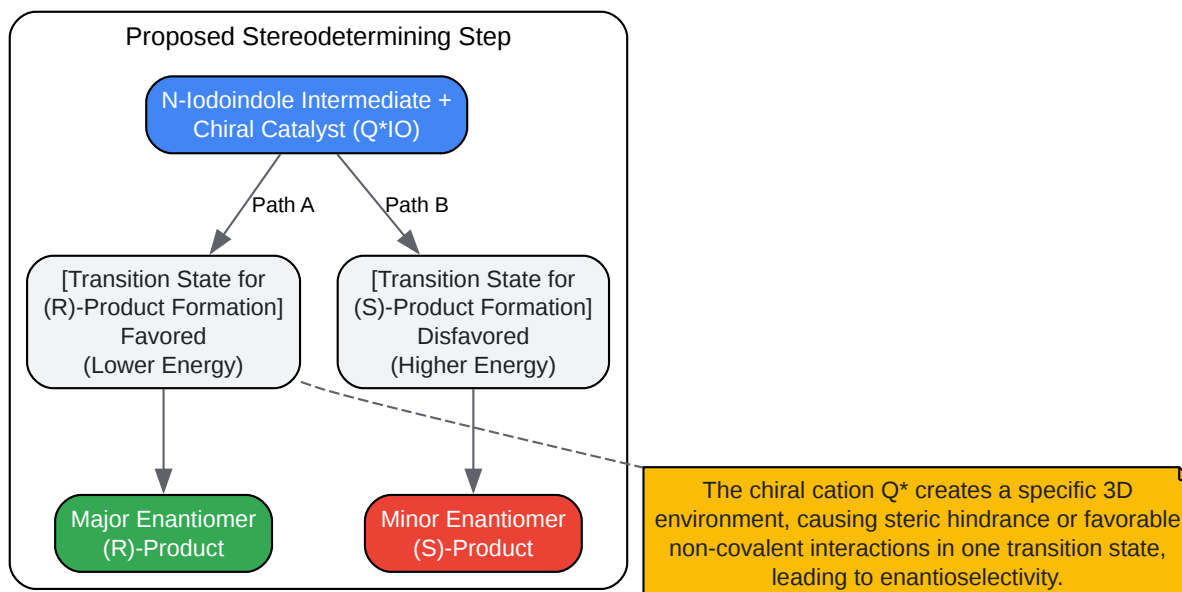 Proposed Stereodetermining Step
N-Iodoindole Intermediate +
Chiral Catalyst (Q*IO)
Path A
Path B
[Transition State for
(R)-Product Formation]
Favored
(Lower Energy)
[Transition State for
(S)-Product Formation]
Disfavored
(Higher Energy)
Major Enantiomer
(R)-Product
Minor Enantiomer
(S)-Product
The chiral cation Q* creates a specific 3D
environment, causing steric hindrance or favorable
non-covalent interactions in one transition state,
leading to enantioselectivity.